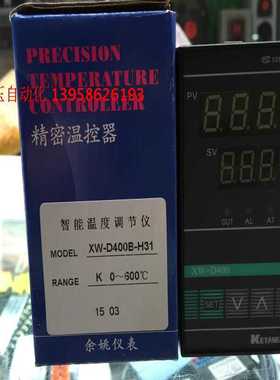 PRECISION
TEMPERATURE
CONTROLLER
精密温控器
玉自动化 13958626193
智能温度调节仪
MODEL XW-D400B-H31
RANGE K 0~600℃
15 03
余姚仪表
PV
SV
OUT AL AT
XW-D400
SET